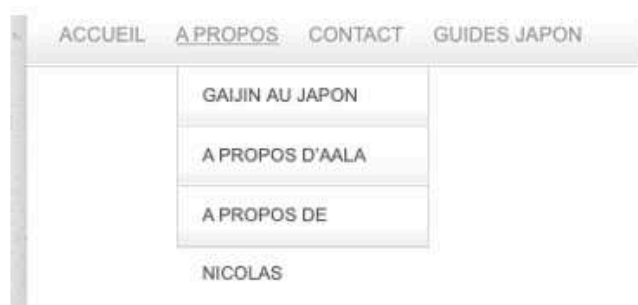 ACCUEIL A PROPOS CONTACT GUIDES JAPON
GAIJIN AU JAPON
A PROPOS D'AALA
A PROPOS DE
NICOLAS